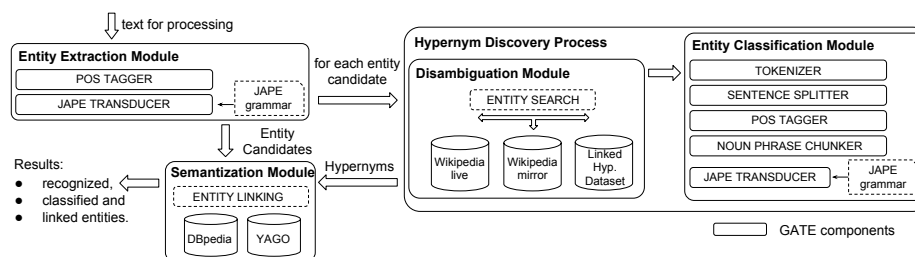 text for processing
Entity Extraction Module
POS TAGGER
JAPE TRANSDUCER
JAPE
grammar
for each entity
candidate
Hypernym Discovery Process
Disambiguation Module
ENTITY SEARCH
Wikipedia
live
Wikipedia
mirror
Linked
Hyp.
Dataset
Entity Classification Module
TOKENIZER
SENTENCE SPLITTER
POS TAGGER
NOUN PHRASE CHUNKER
JAPE TRANSDUCER
JAPE
grammar
Entity
Candidates
Hypernyms
Semantization Module
ENTITY LINKING
DBpedia
YAGO
Results:
● recognized,
● classified and
● linked entities.
GATE components